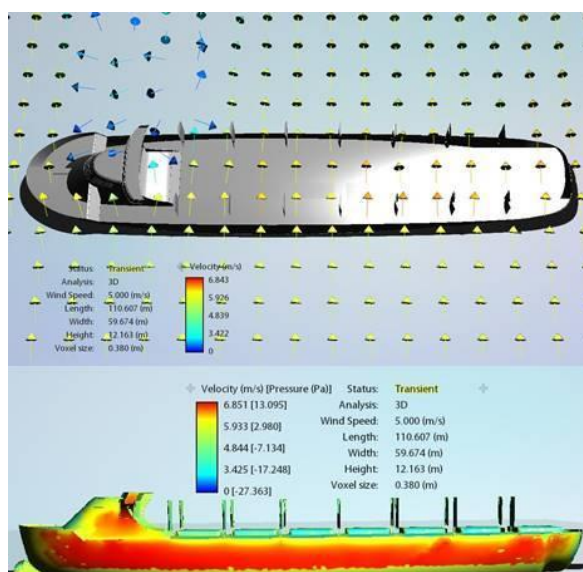 Status: Transient
Analysis: 3D
Wind Speed: 5.000 (m/s)
Length: 110.607 (m)
Width: 59.674 (m)
Height: 12.163 (m)
Voxel size: 0.380 (m)
Velocity (m/s)
6.843
5.926
4.839
3.422
0
Velocity (m/s) [Pressure (Pa)]
6.851 [13.095]
5.933 [2.980]
4.844 [-7.134]
3.425 [-17.248]
0 [-27.363]
Status: Transient
Analysis: 3D
Wind Speed: 5.000 (m/s)
Length: 110.607 (m)
Width: 59.674 (m)
Height: 12.163 (m)
Voxel size: 0.380 (m)